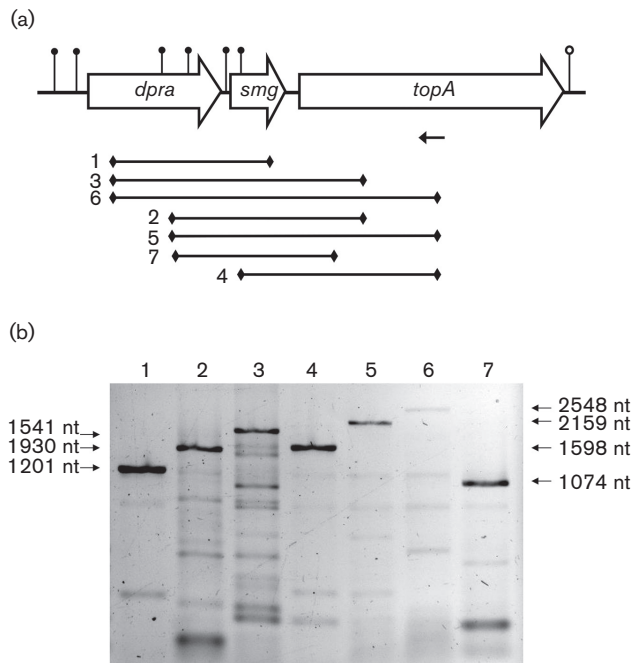 (a)
dpra smg topA
1
3
6
2
5
7
4
(b)
1 2 3 4 5 6 7
1541 nt
1930 nt
1201 nt
2548 nt
2159 nt
1598 nt
1074 nt